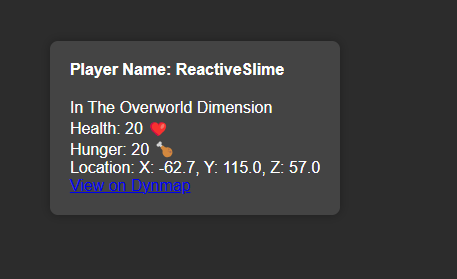 Player Name: ReactiveSlime
In The Overworld Dimension
Health: 20 ❤️
Hunger: 20 🍗
Location: X: -62.7, Y: 115.0, Z: 57.0
View on Dynmap